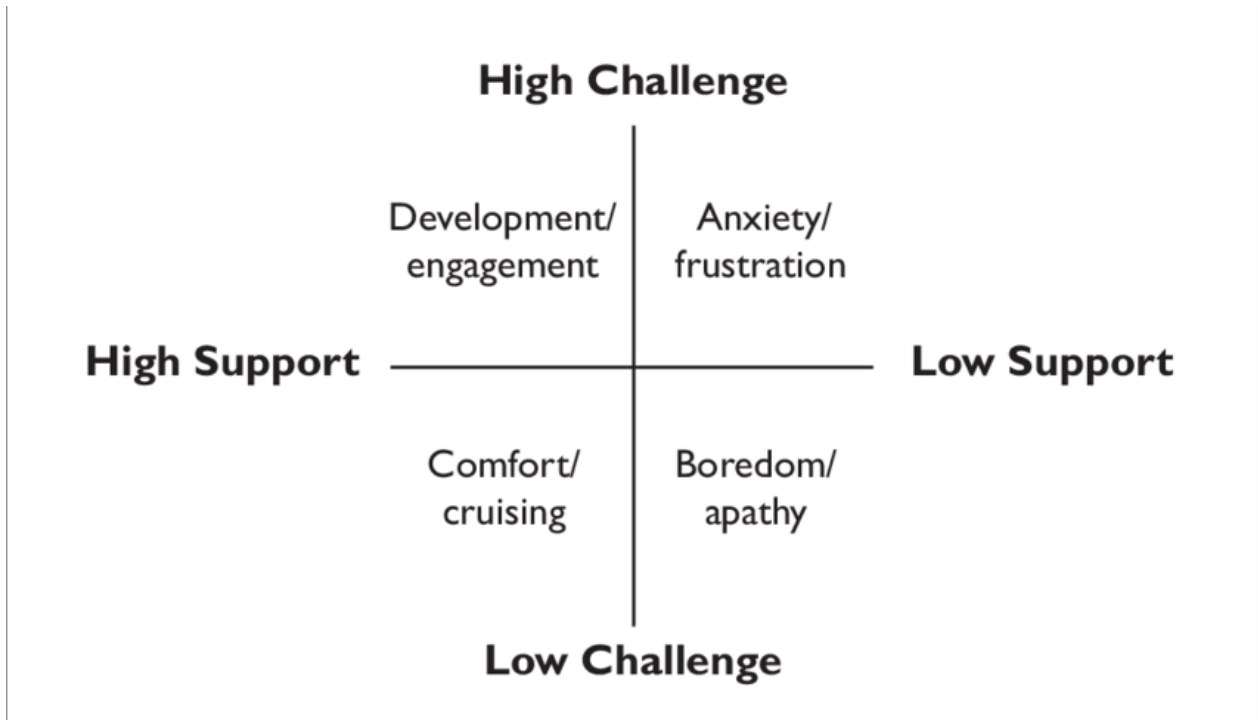 High Challenge
Development/
engagement
Anxiety/
frustration
High Support
Low Support
Comfort/
cruising
Boredom/
apathy
Low Challenge